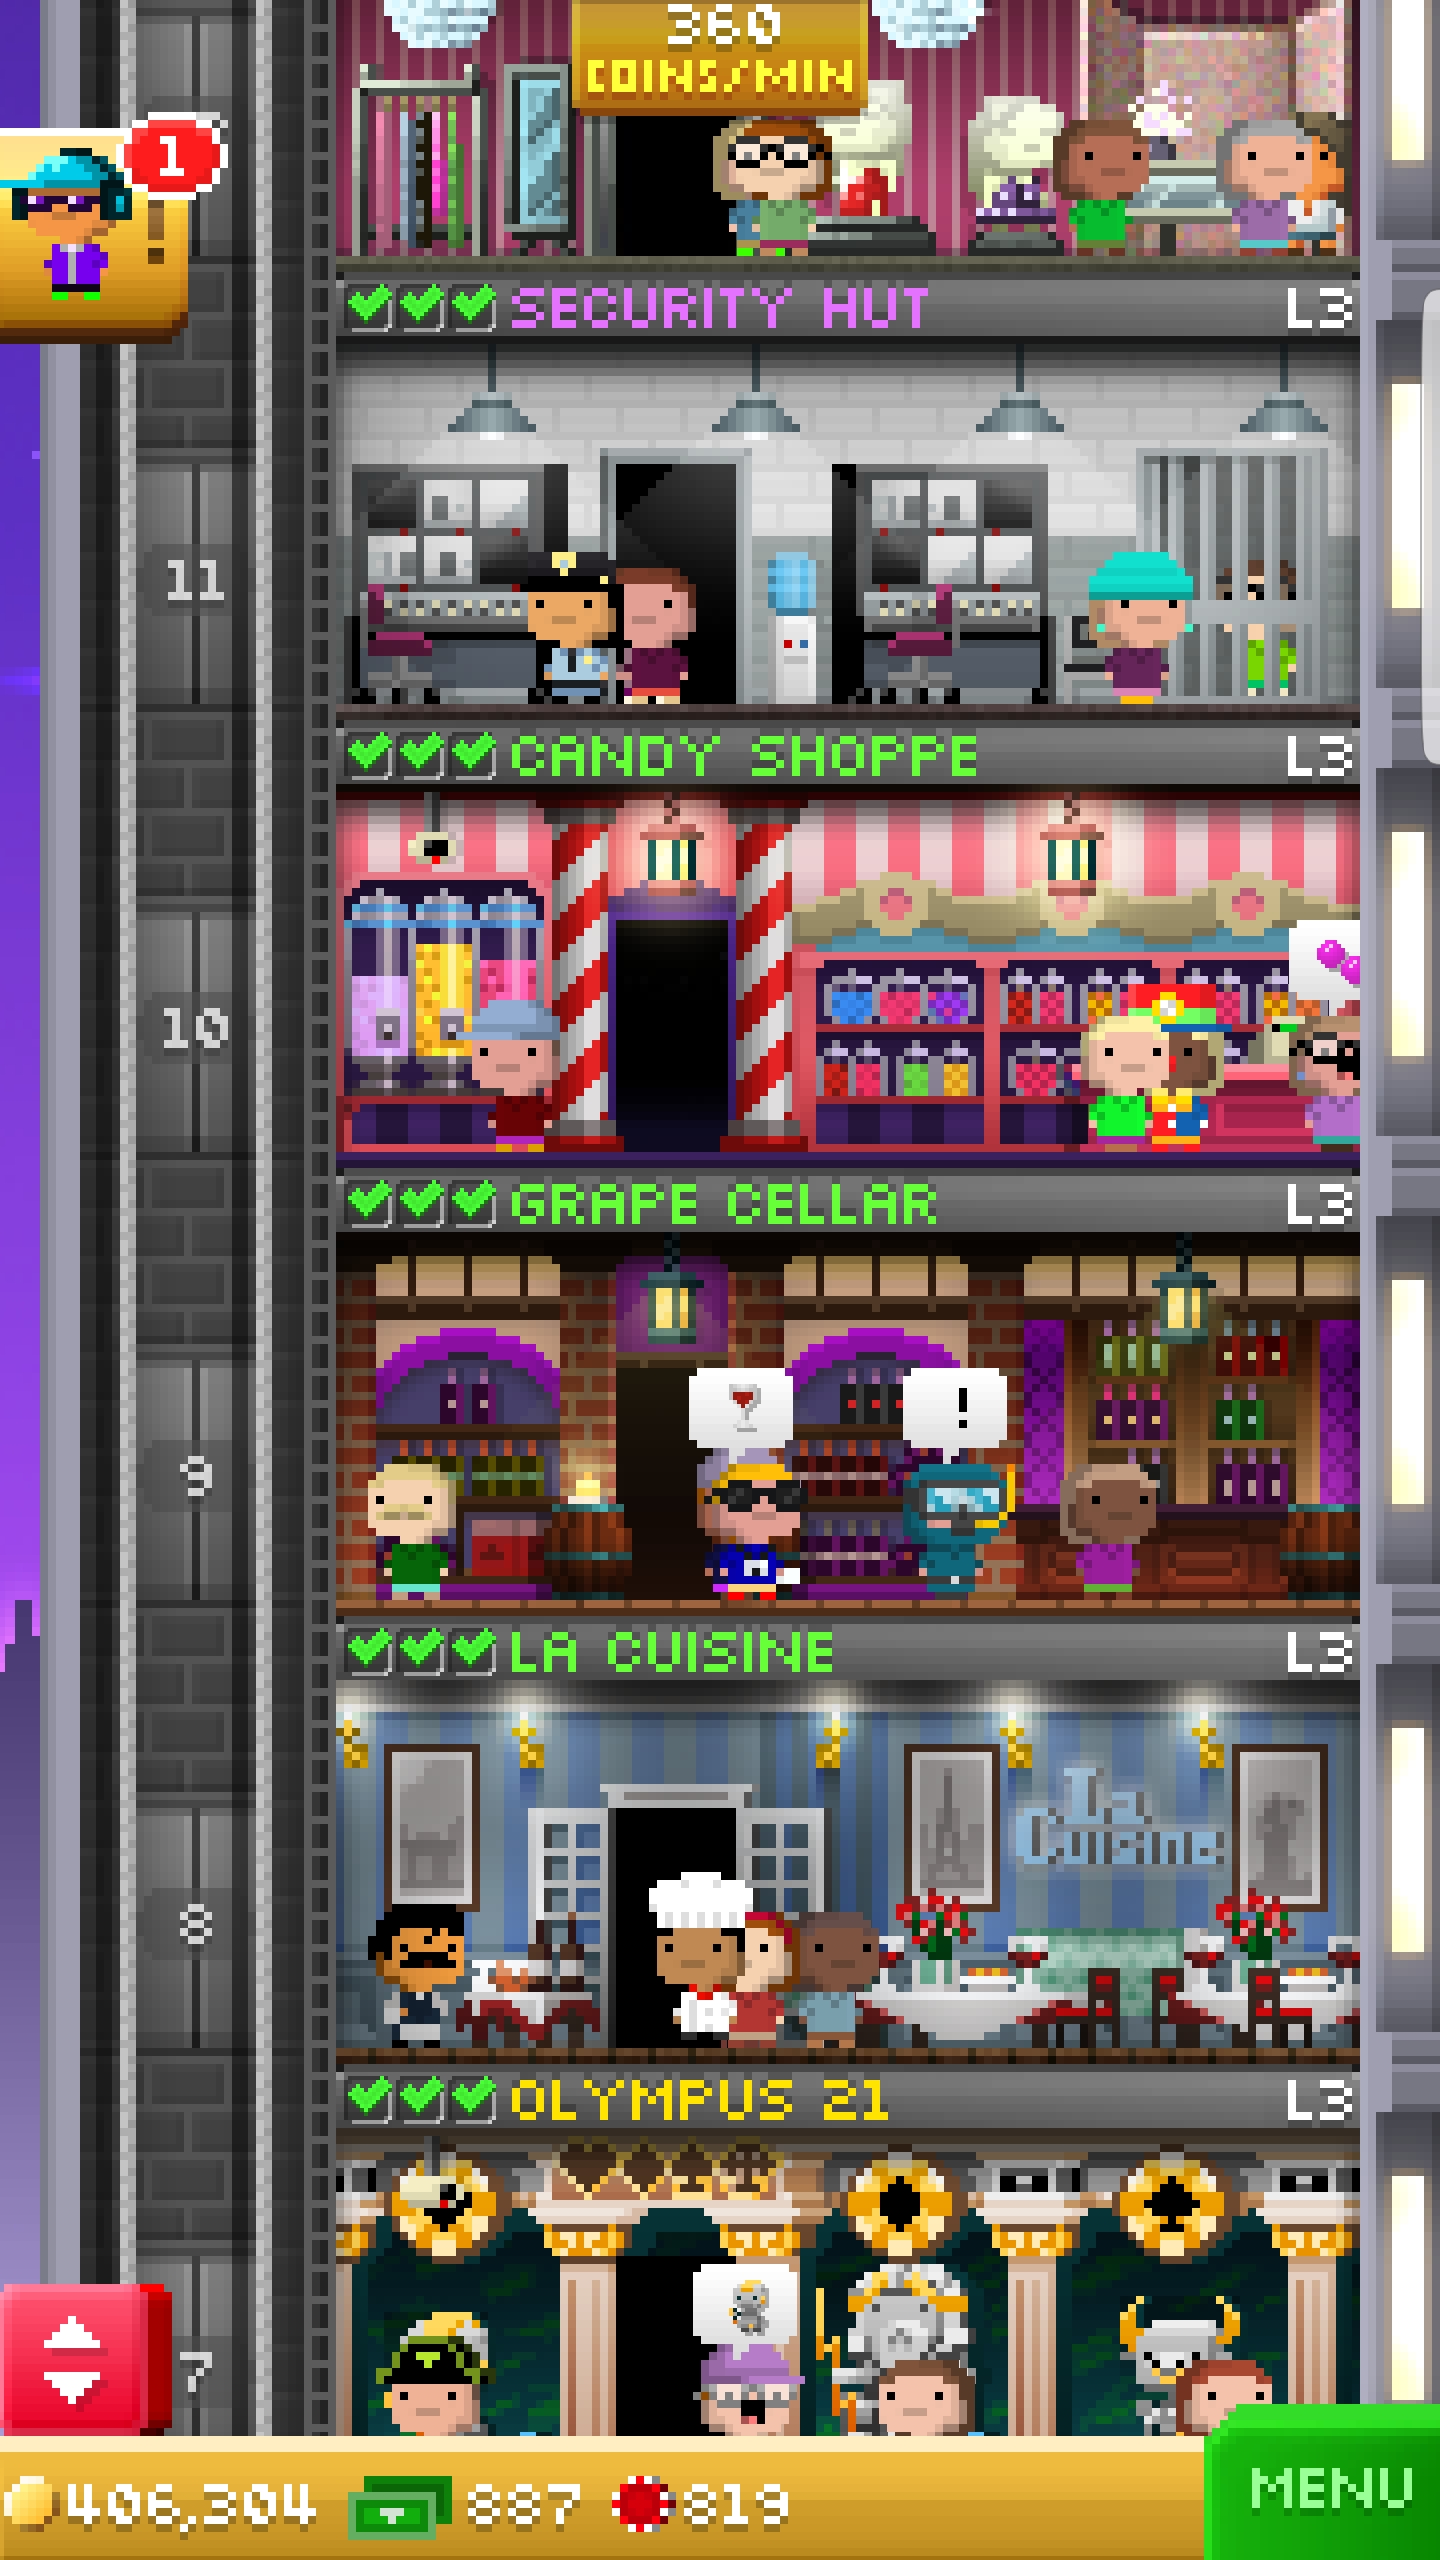 360
COINS/MIN
1
SECURITY HUT L3
11
CANDY SHOPPE L3
10
GRAPE CELLAR L3
!
9
LA CUISINE L3
La
Cuisine
8
OLYMPUS 21 L3
7
406,304 887 819
MENU